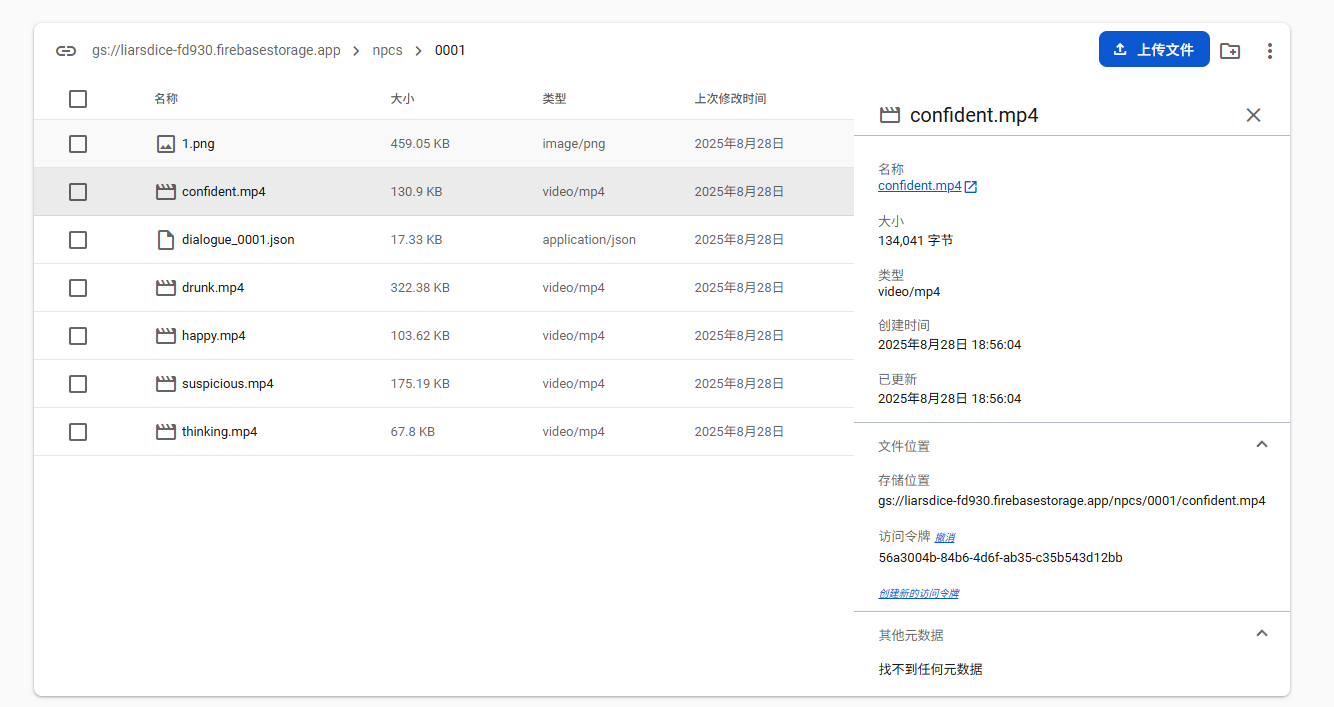 gs://liarsdice-fd930.firebasestorage.app > npcs > 0001
上传文件
名称 大小 类型 上次修改时间
1.png 459.05 KB image/png 2025年8月28日
confident.mp4 130.9 KB video/mp4 2025年8月28日
dialogue_0001.json 17.33 KB application/json 2025年8月28日
drunk.mp4 322.38 KB video/mp4 2025年8月28日
happy.mp4 103.62 KB video/mp4 2025年8月28日
suspicious.mp4 175.19 KB video/mp4 2025年8月28日
thinking.mp4 67.8 KB video/mp4 2025年8月28日
confident.mp4
名称
confident.mp4
大小
134,041 字节
类型
video/mp4
创建时间
2025年8月28日 18:56:04
已更新
2025年8月28日 18:56:04
文件位置
存储位置
gs://liarsdice-fd930.firebasestorage.app/npcs/0001/confident.mp4
访问令牌 撤消
56a3004b-84b6-4d6f-ab35-c35b543d12bb
创建新的访问令牌
其他元数据
找不到任何元数据